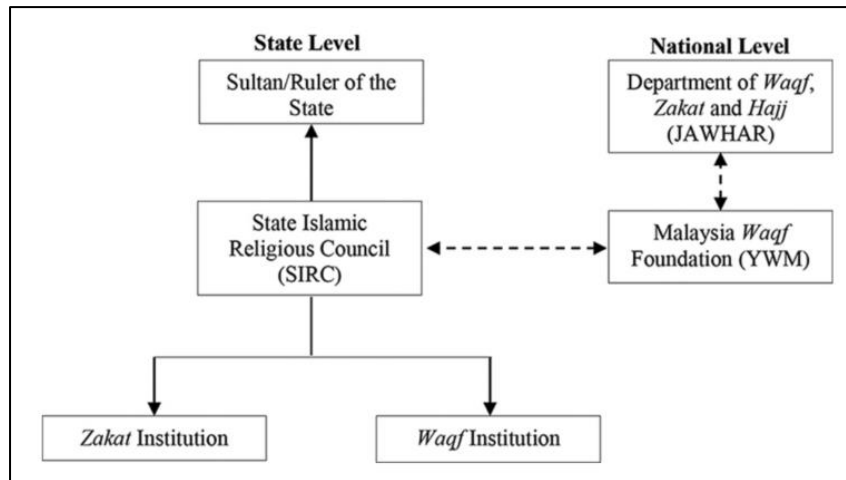 State Level
Sultan/Ruler of the
State
National Level
Department of Waqf,
Zakat and Hajj
(JAWHAR)
State Islamic
Religious Council
(SIRC)
Malaysia Waqf
Foundation (YWM)
Zakat Institution
Waqf Institution